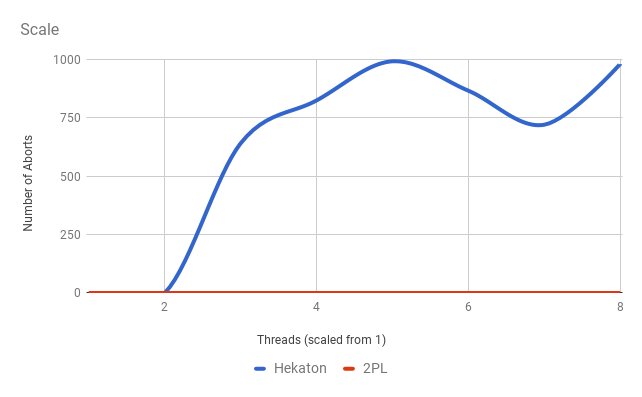 Scale
1000
750
500
250
0
Number of Aborts
2 4 6 8
Threads (scaled from 1)
Hekaton 2PL